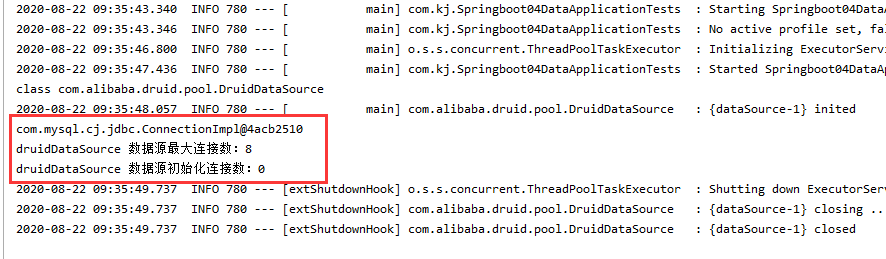 2020-08-22 09:35:43.340  INFO 780 --- [           main] com.kj.Springboot04DataApplicationTests  : Starting SpringbootO4DataA
2020-08-22 09:35:43.346  INFO 780 --- [           main] com.kj.Springboot04DataApplicationTests  : No active profile set, fal
2020-08-22 09:35:46.800  INFO 780 --- [           main] o.s.s.concurrent.ThreadPoolTaskExecutor  : Initializing ExecutorServi
2020-08-22 09:35:47.436  INFO 780 --- [           main] com.kj.Springboot04DataApplicationTests  : Started Springboot04DataAp
class com.alibaba.druid.pool.DruidDataSource
2020-08-22 09:35:48.057  INFO 780 --- [           main] com.alibaba.druid.pool.DruidDataSource   : {dataSource-1} inited
com.mysql.cj.jdbc.ConnectionImpl@4acb2510
druidDataSource 数据源最大连接数：8
druidDataSource 数据源初始化连接数：0
2020-08-22 09:35:49.737  INFO 780 --- [extShutdownHook] o.s.s.concurrent.ThreadPoolTaskExecutor  : Shutting down ExecutorServ
2020-08-22 09:35:49.737  INFO 780 --- [extShutdownHook] com.alibaba.druid.pool.DruidDataSource   : {dataSource-1} closing ..
2020-08-22 09:35:49.737  INFO 780 --- [extShutdownHook] com.alibaba.druid.pool.DruidDataSource   : {dataSource-1} closed